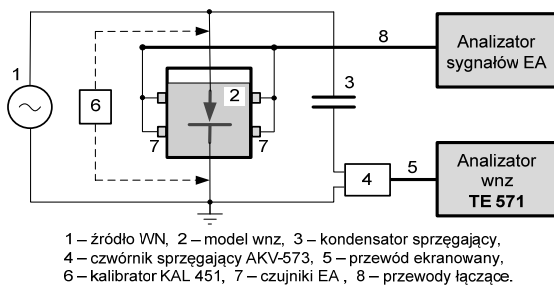 8
Analizator
sygnałów EA
1
2
3
6
7
7
5
4
Analizator
wnz
TE 571
1 – źródło WN, 2 – model wnz, 3 – kondensator sprzęgający,
4 – czwórnik sprzęgający AKV-573, 5 – przewód ekranowany,
6 – kalibrator KAL 451, 7 – czujniki EA , 8 – przewody łączące.